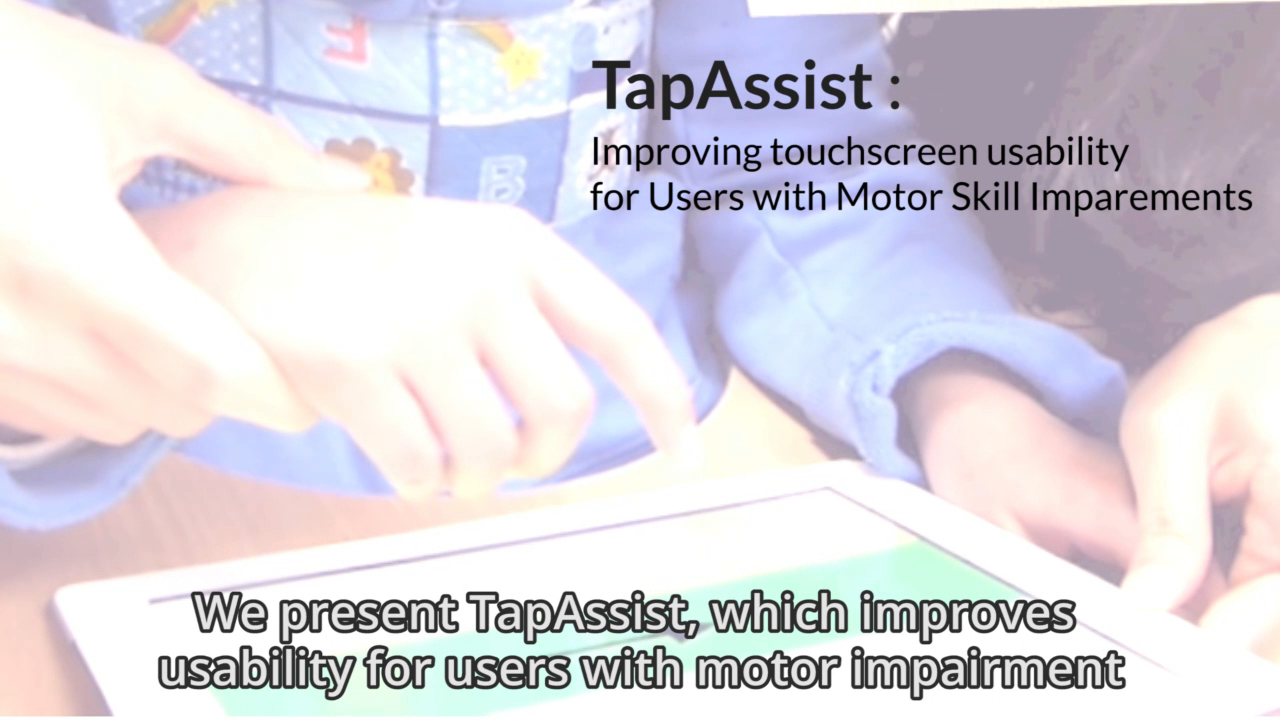 F
B
TapAssist :
Improving touchscreen usability
for Users with Motor Skill Imparements
We present TapAssist, which improves
usability for users with motor impairment